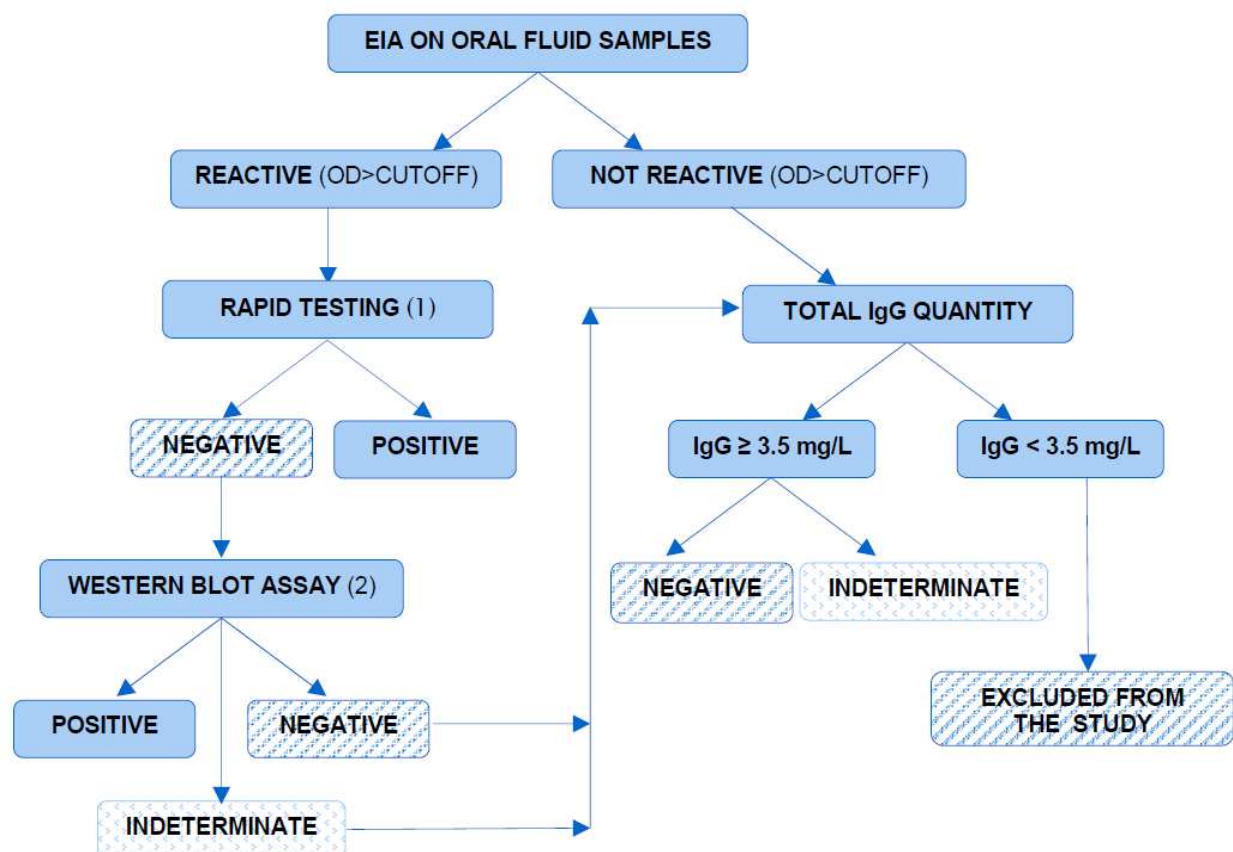 EIA ON ORAL FLUID SAMPLES
REACTIVE (OD>CUTOFF)
NOT REACTIVE (OD>CUTOFF)
RAPID TESTING (1)
TOTAL IgG QUANTITY
NEGATIVE
POSITIVE
IgG ≥ 3.5 mg/L
IgG < 3.5 mg/L
WESTERN BLOT ASSAY (2)
NEGATIVE
INDETERMINATE
POSITIVE
NEGATIVE
EXCLUDED FROM
THE STUDY
INDETERMINATE